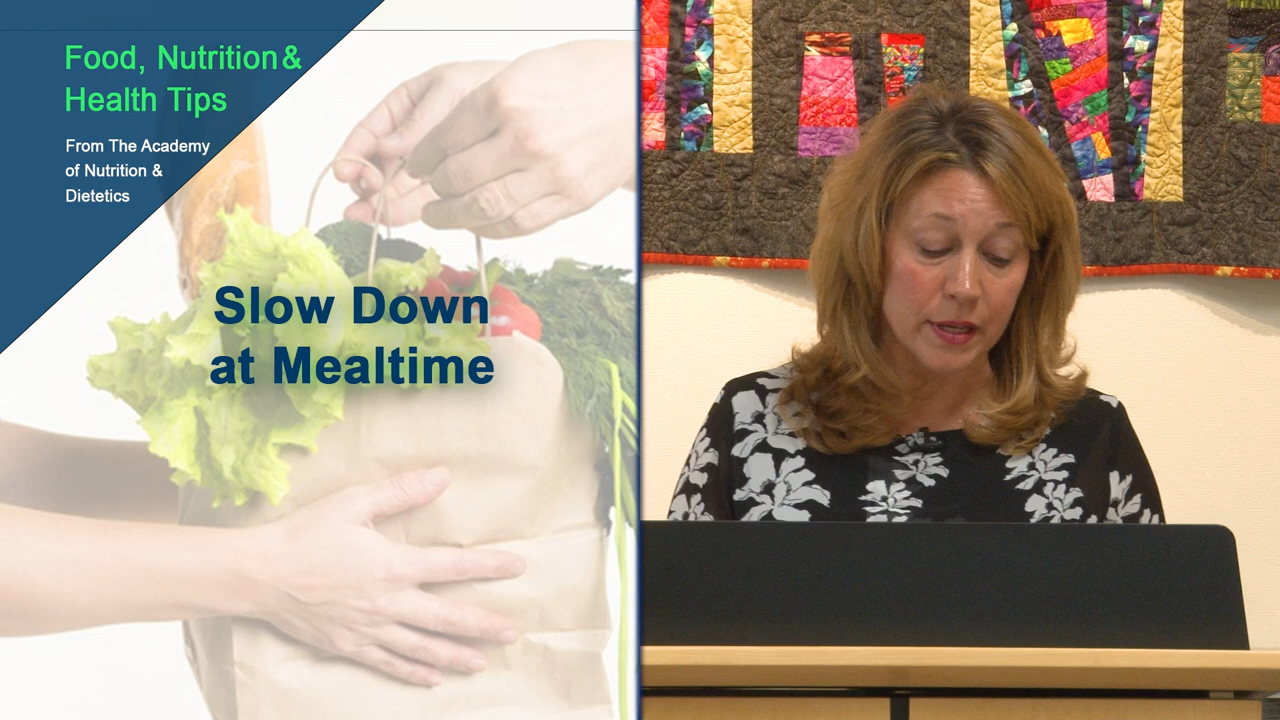 Food, Nutrition &
Health Tips
From The Academy
of Nutrition &
Dietetics
Slow Down
at Mealtime